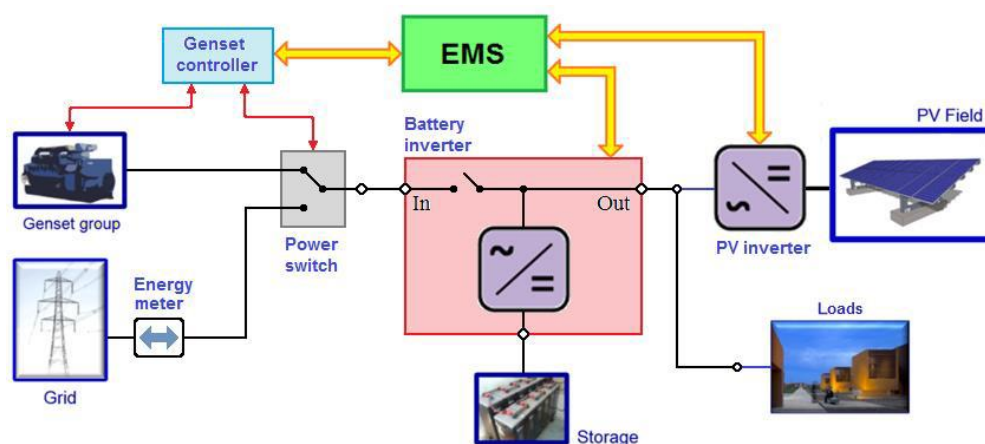 Genset
controller
EMS
PV Field
Battery
inverter
In
Out
Genset group
Power
switch
PV inverter
Energy
meter
Loads
Grid
Storage